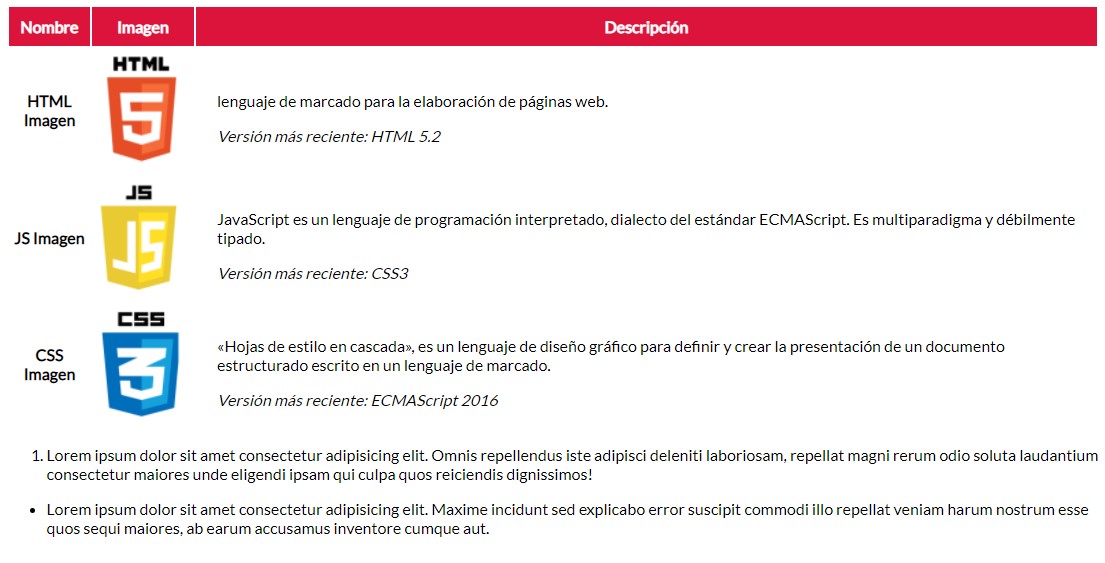 Nombre Imagen Descripción
HTML
HTML
Imagen
5
lenguaje de marcado para la elaboración de páginas web.
Versión más reciente: HTML 5.2
JS
JS Imagen
JS
JavaScript es un lenguaje de programación interpretado, dialecto del estándar ECMAScript. Es multiparadigma y débilmente
tipado.
Versión más reciente: CSS3
CSS
CSS
Imagen
3
«Hojas de estilo en cascada», es un lenguaje de diseño gráfico para definir y crear la presentación de un documento
estructurado escrito en un lenguaje de marcado.
Versión más reciente: ECMAScript 2016
1. Lorem ipsum dolor sit amet consectetur adipisicing elit. Omnis repellendus iste adipisci deleniti laboriosam, repellat magni rerum odio soluta laudantium
consectetur maiores unde eligendi ipsam qui culpa quos reiciendis dignissimos!
• Lorem ipsum dolor sit amet consectetur adipisicing elit. Maxime incidunt sed explicabo error suscipit commodi illo repellat veniam harum nostrum esse
quos sequi maiores, ab earum accusamus inventore cumque aut.